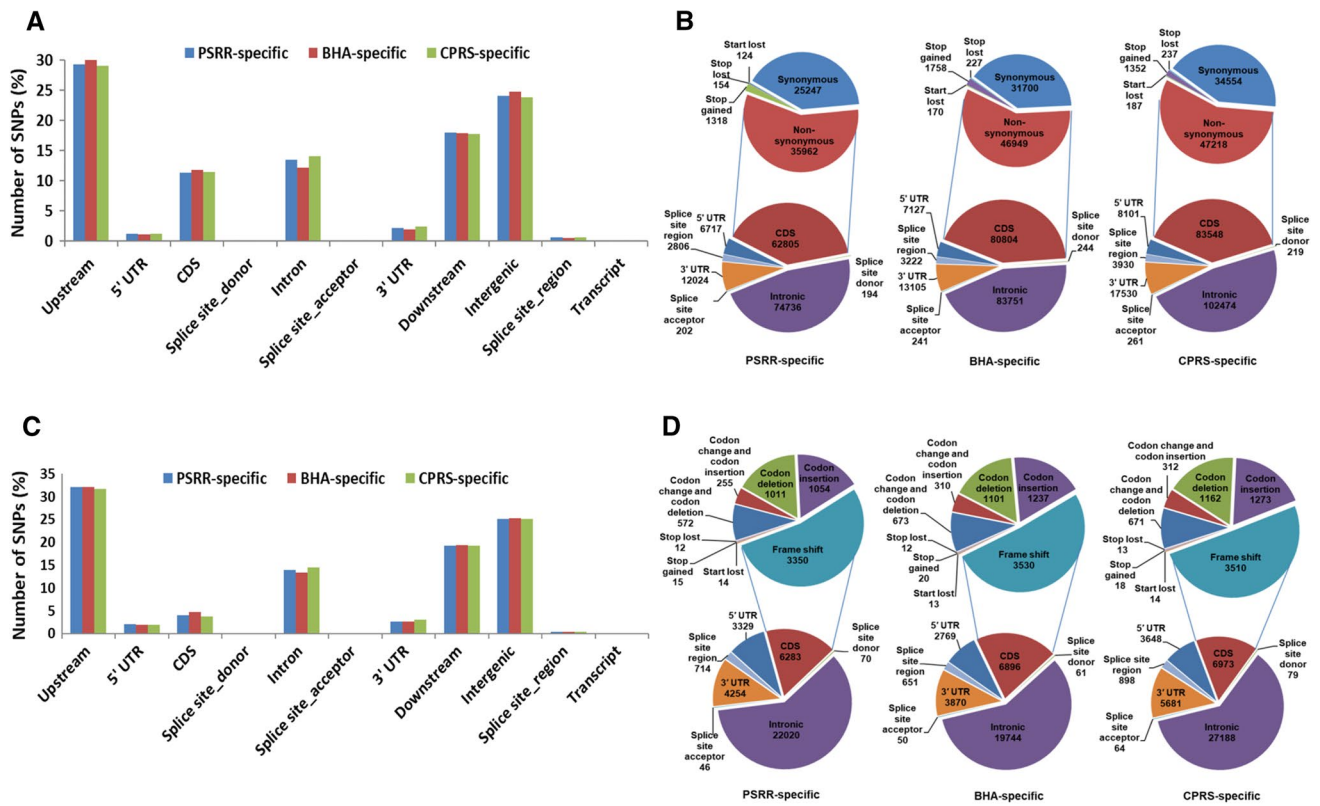 A
PSRR-specific
BHA-specific
CPRS-specific
Number of SNPs (%)
30
25
20
15
10
5
0
Upstream
5' UTR
CDS
Splice site_donor
Intron
Splice site_acceptor
3' UTR
Downstream
Intergenic
Splice site_region
Transcript
B
Start lost
124
Stop
lost
154
Stop
gained
1318
Synonymous
25247
Non-
synonymous
35962
Splice
site
region
2806
5' UTR
6717
CDS
62805
3' UTR
12024
Splice
site
acceptor
202
Intronic
74736
Splice
site
donor
194
PSRR-specific
Stop
gained
1758
Stop
lost
227
Start
lost
170
Synonymous
31700
Non-
synonymous
46949
5' UTR
7127
Splice
site
region
3222
CDS
80804
3' UTR
13105
Splice
site
acceptor
241
Intronic
83751
Splice
site
donor
244
BHA-specific
Stop
gained
1352
Stop
lost
237
Start
lost
187
Synonymous
34554
Non-
synonymous
47218
5' UTR
8101
Splice
site
region
3930
CDS
83548
3' UTR
17530
Splice
site
acceptor
261
Intronic
102474
Splice
site
donor
219
CPRS-specific
C
PSRR-specific
BHA-specific
CPRS-specific
Number of SNPs (%)
35
30
25
20
15
10
5
0
Upstream
5' UTR
CDS
Splice site_donor
Intron
Splice site_acceptor
3' UTR
Downstream
Intergenic
Splice site_region
Transcript
D
Codon
change and
codon
insertion
255
Codon
deletion
1011
Codon
insertion
1054
Codon
change and
codon
deletion
572
Stop lost
12
Stop
gained
15
Start lost
14
Frame shift
3350
5' UTR
3329
CDS
6283
Splice
site
donor
70
Splice
site
region
714
3' UTR
4254
Splice
site
acceptor
46
Intronic
22020
PSRR-specific
Codon
change and
codon
insertion
310
Codon
deletion
1101
Codon
insertion
1237
Codon
change and
codon
deletion
673
Stop lost
12
Stop
gained
20
Start lost
13
Frame shift
3530
5' UTR
2769
CDS
6896
Splice
site
donor
61
Splice
site
region
651
3' UTR
3870
Splice
site
acceptor
50
Intronic
19744
BHA-specific
Codon change and
codon insertion
312
Codon
deletion
1162
Codon
insertion
1273
Codon
change and
codon
deletion
671
Stop lost
13
Stop
gained
18
Start lost
14
Frame shift
3510
5' UTR
3648
CDS
6973
Splice
site
donor
79
Splice site
region
898
3' UTR
5681
Splice
site
acceptor
64
Intronic
27188
CPRS-specific